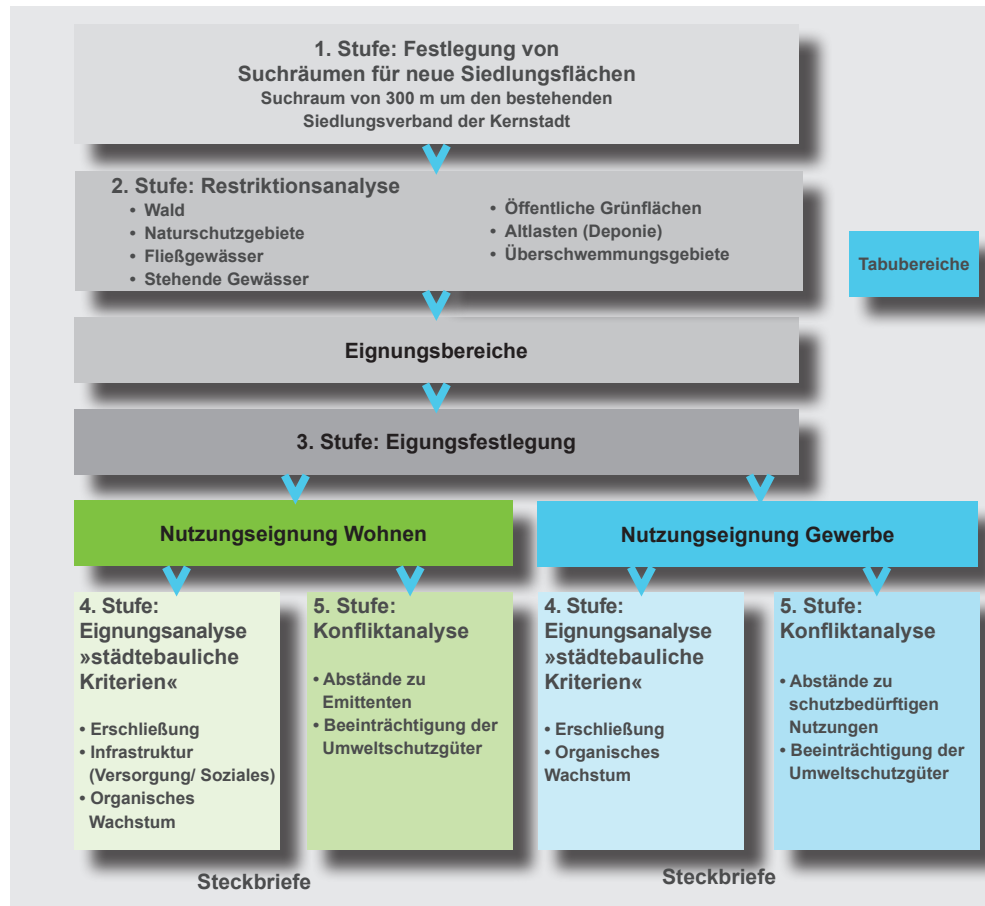 1. Stufe: Festlegung von
Suchräumen für neue Siedlungsflächen
Suchraum von 300 m um den bestehenden
Siedlungsverband der Kernstadt
2. Stufe: Restriktionsanalyse
• Wald
• Naturschutzgebiete
• Fließgewässer
• Stehende Gewässer
• Öffentliche Grünflächen
• Altlasten (Deponie)
• Überschwemmungsgebiete
Tabubereiche
Eignungsbereiche
3. Stufe: Eigungsfestlegung
Nutzungseignung Wohnen
Nutzungseignung Gewerbe
4. Stufe:
Eignungsanalyse
»städtebauliche
Kriterien«
• Erschließung
• Infrastruktur
(Versorgung/ Soziales)
• Organisches
Wachstum
5. Stufe:
Konfliktanalyse
• Abstände zu
Emittenten
• Beeinträchtigung der
Umweltschutzgüter
4. Stufe:
Eignungsanalyse
»städtebauliche
Kriterien«
• Erschließung
• Organisches
Wachstum
5. Stufe:
Konfliktanalyse
• Abstände zu
schutzbedürftigen
Nutzungen
• Beeinträchtigung der
Umweltschutzgüter
Steckbriefe
Steckbriefe